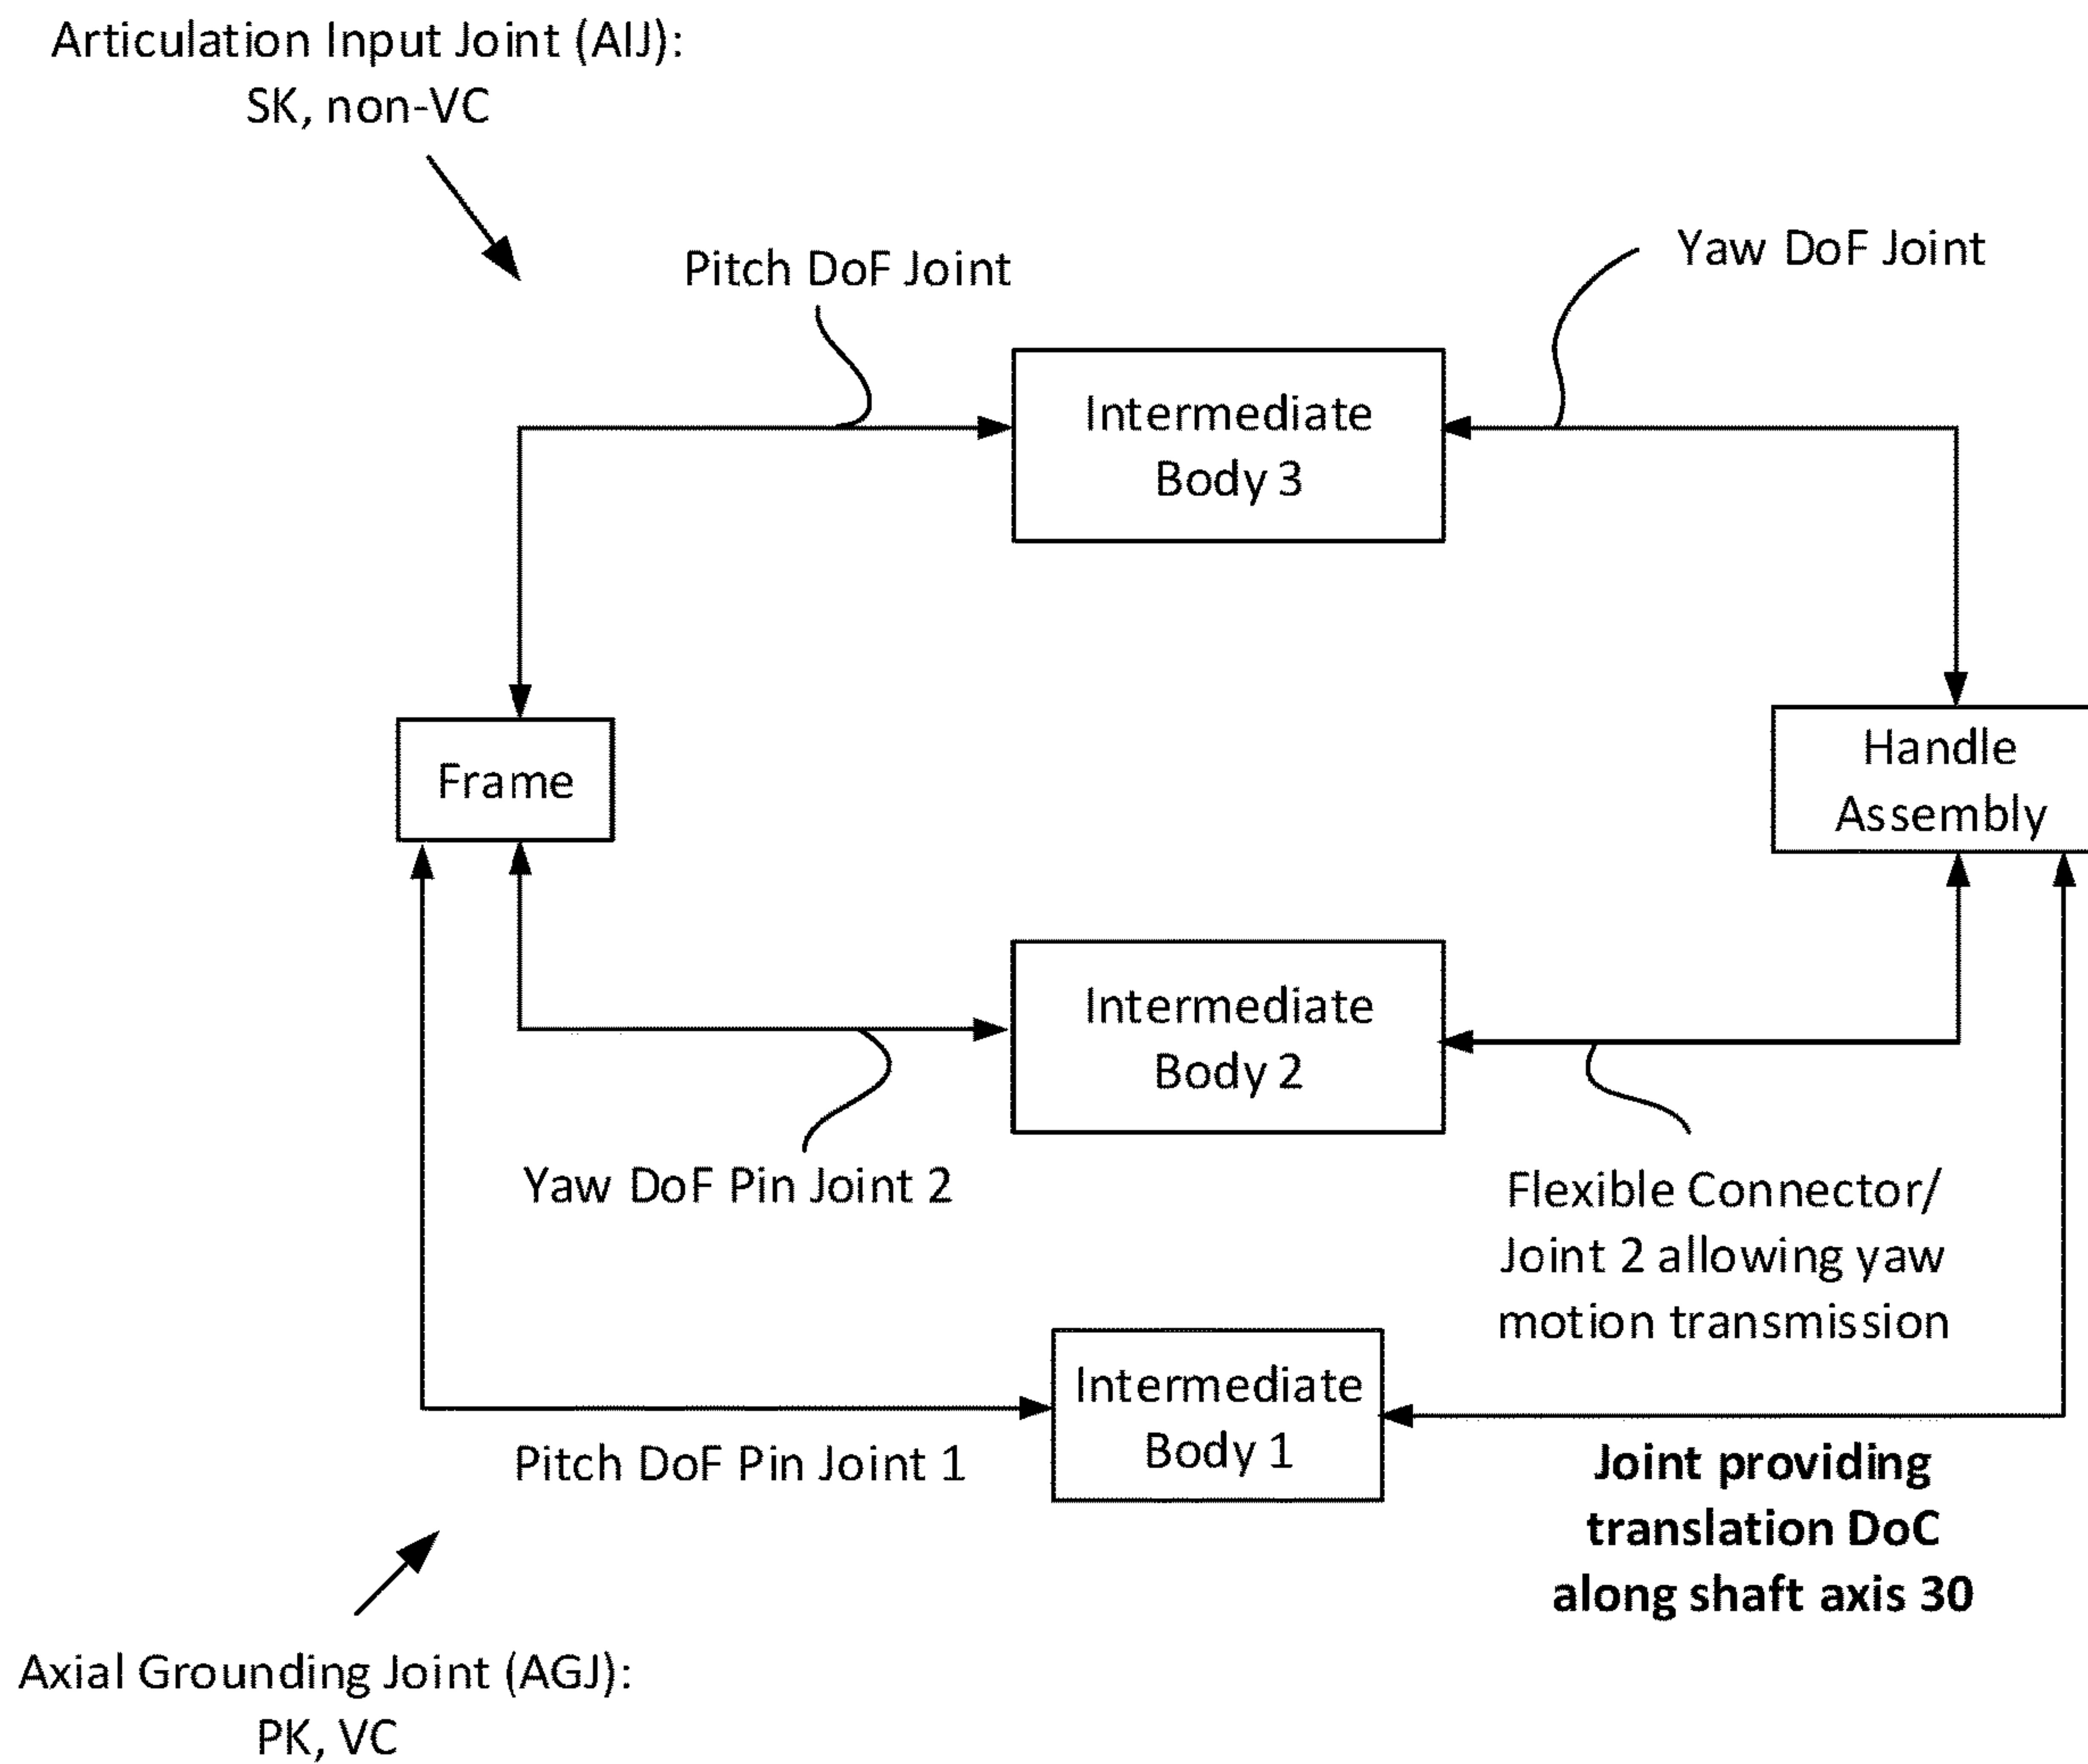 Articulation Input Joint (AIJ):
SK, non-VC
Pitch DoF Joint
Yaw DoF Joint
Intermediate
Body 3
Frame
Handle
Assembly
Intermediate
Body 2
Yaw DoF Pin Joint 2
Flexible Connector/
Joint 2 allowing yaw
motion transmission
Intermediate
Body 1
Pitch DoF Pin Joint 1
Joint providing
translation DoC
along shaft axis 30
Axial Grounding Joint (AGJ):
PK, VC